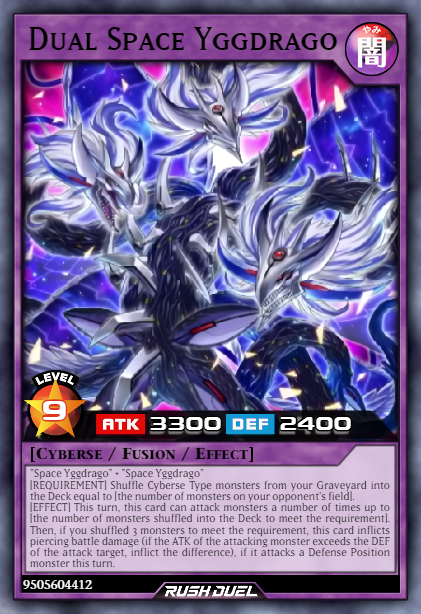 Dual Space Yggdrago
やみ
闇
LEVEL
9
ATK 3300 DEF 2400
[Cyberse / Fusion / Effect]
"Space Yggdrago" - "Space Yggdrago"
[REQUIREMENT] Shuffle Cyberse Type monsters from your Graveyard into
the Deck equal to [the number of monsters on your opponent's field].
[EFFECT] This turn, this card can attack monsters a number of times up to
[the number of monsters shuffled into the Deck to meet the requirement].
Then, if you shuffled 3 monsters to meet the requirement, this card inflicts
piercing battle damage (if the ATK of the attacking monster exceeds the DEF
of the attack target, inflict the difference), if it attacks a Defense Position
monster this turn.
9505604412
RUSH DUEL